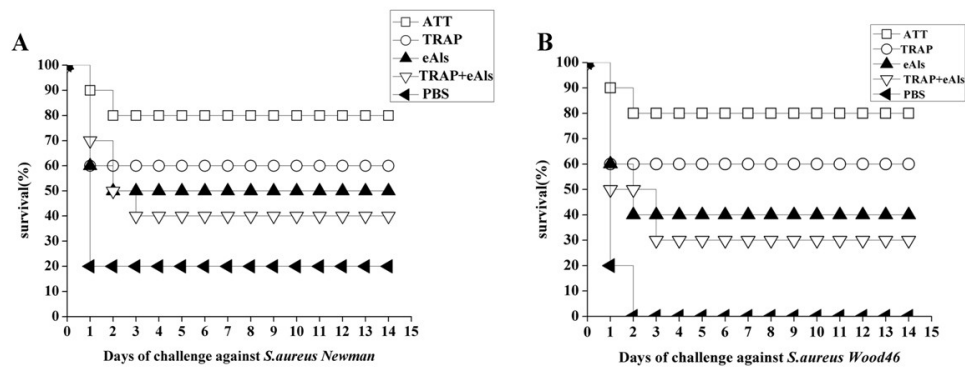 A
ATT
TRAP
eAls
TRAP+eAls
PBS
100
90
80
70
60
50
40
30
20
10
0
survival(%)
0 1 2 3 4 5 6 7 8 9 10 11 12 13 14 15
Days of challenge against S.aureus Newman
B
ATT
TRAP
eAls
TRAP+eAls
PBS
100
90
80
70
60
50
40
30
20
10
0
survival(%)
0 1 2 3 4 5 6 7 8 9 10 11 12 13 14 15
Days of challenge against S.aureus Wood46